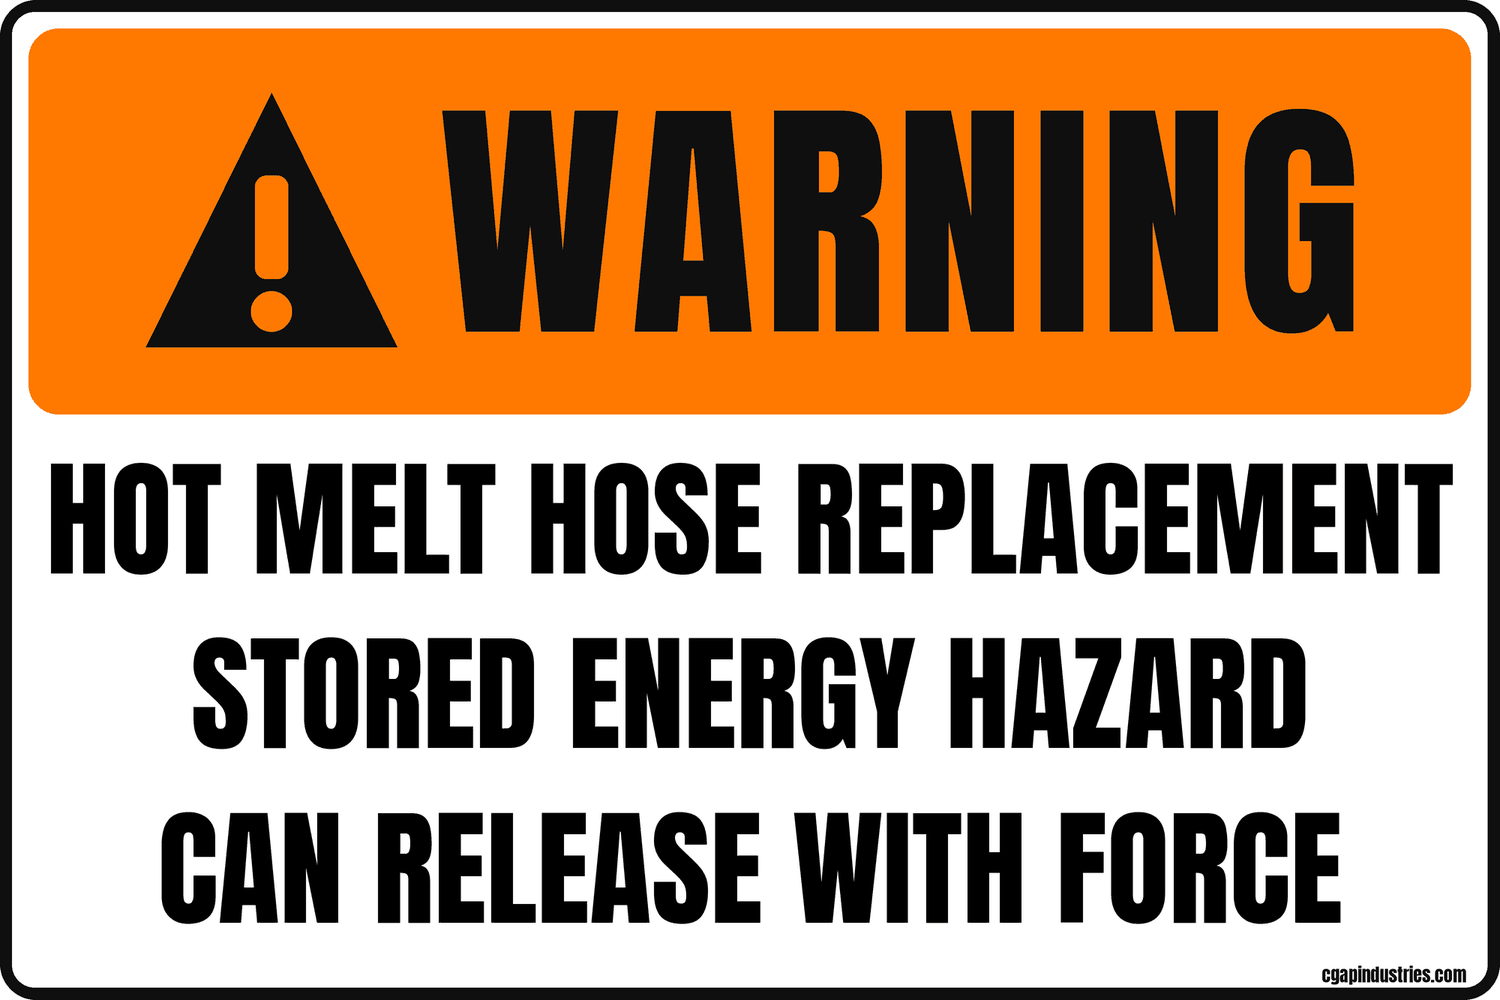 WARNING
HOT MELT HOSE REPLACEMENT
STORED ENERGY HAZARD
CAN RELEASE WITH FORCE
cgapindustries.com